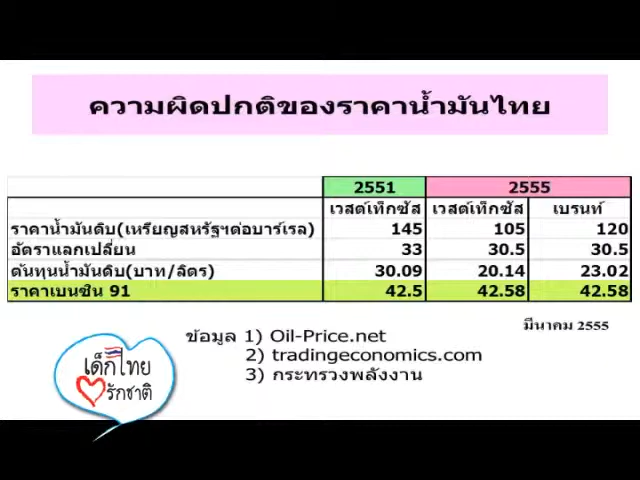 ความผิดปกติของราคาน้ำมันไทย
2551 2555
เวสต์เท็กซัส เวสต์เท็กซัส เบรนท์
ราคาน้ำมันดิบ(เหรียญสหรัฐฯต่อบาร์เรล) 145 105 120
อัตราแลกเปลี่ยน 33 30.5 30.5
ต้นทุนน้ำมันดิบ(บาท/ลิตร) 30.09 20.14 23.02
ราคาเบนซิน 91 42.5 42.58 42.58
มีนาคม 2555
ข้อมูล 1) Oil-Price.net
2) tradingeconomics.com
3) กระทรวงพลังงาน
เด็กไทย
รักชาติ